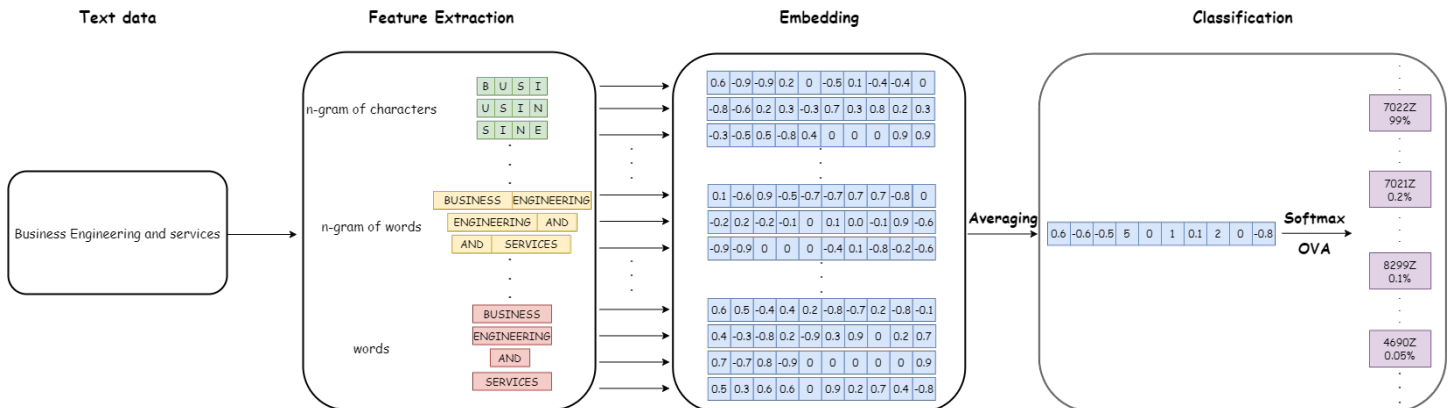 Text data
Feature Extraction
Embedding
Classification
Business Engineering and services
n-gram of characters
B U S I
U S I N
S I N E
n-gram of words
BUSINESS ENGINEERING
ENGINEERING AND
AND SERVICES
words
BUSINESS
ENGINEERING
AND
SERVICES
0.6 -0.9 -0.9 0.2 0 -0.5 0.1 -0.4 -0.4 0
-0.8 -0.6 0.2 0.3 -0.3 0.7 0.3 0.8 0.2 0.3
-0.3 -0.5 0.5 -0.8 0.4 0 0 0 0.9 0.9
0.1 -0.6 0.9 -0.5 -0.7 -0.7 0.7 0.7 -0.8 0
-0.2 0.2 -0.2 -0.1 0 0.1 0.0 -0.1 0.9 -0.6
-0.9 -0.9 0 0 0 -0.4 0.1 -0.8 -0.2 -0.6
0.6 0.5 -0.4 0.4 0.2 -0.8 -0.7 0.2 -0.8 -0.1
0.4 -0.3 -0.8 0.2 -0.9 0.3 0.9 0 0.2 0.7
0.7 -0.7 0.8 -0.9 0 0 0 0 0 0.9
0.5 0.3 0.6 0.6 0 0.9 0.2 0.7 0.4 -0.8
Averaging
0.6 -0.6 -0.5 5 0 1 0.1 2 0 -0.8
Softmax
OVA
7022Z
99%
7021Z
0.2%
8299Z
0.1%
4690Z
0.05%